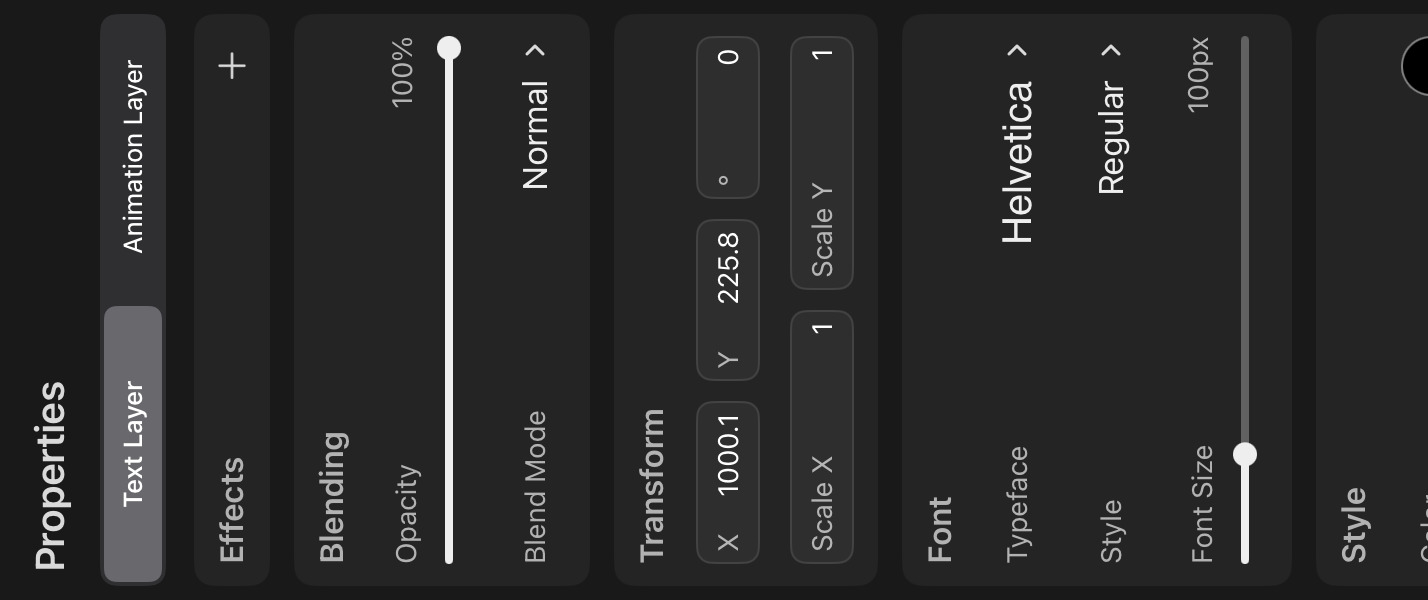 Properties
Text Layer Animation Layer
Effects
Blending
Opacity 100%
Blend Mode Normal
Transform
X 1000.1 Y 225.8 ° 0
Scale X 1 Scale Y 1
Font
Typeface Helvetica
Style Regular
Font Size 100px
Style
Color